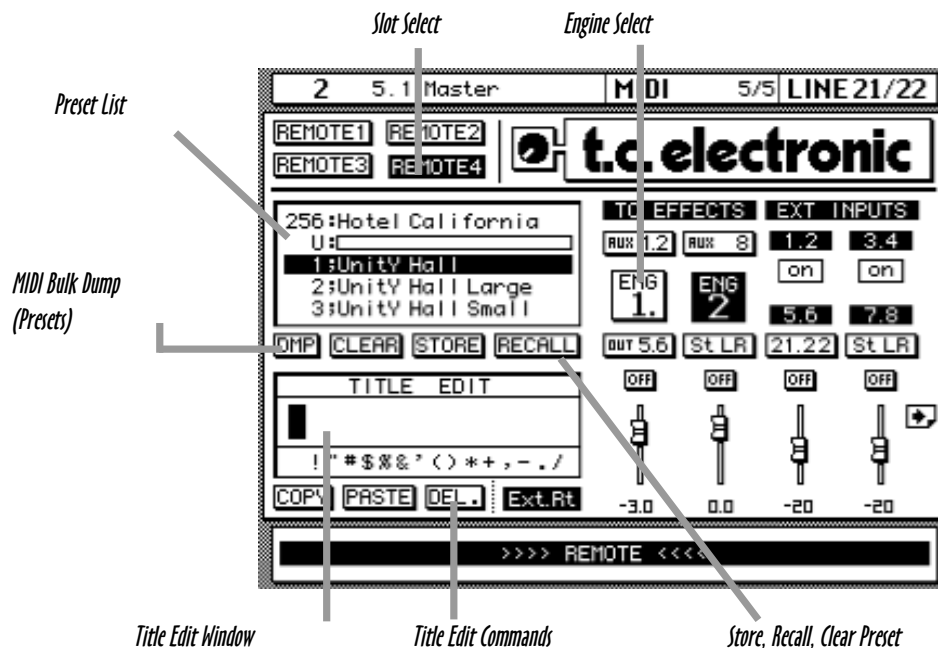 Slot Select
Engine Select
Preset List
MIDI Bulk Dump
(Presets)
2 5.1 Master MIDI 5/5 LINE 21/22
REMOTE1 REMOTE2
REMOTE3 REMOTE4
t.c. electronic
256:Hotel California
U:
1;UnitY Hall
2;UnitY Hall Large
3;UnitY Hall Small
DMP CLEAR STORE RECALL
TITLE EDIT
!"#$%&'()*+,-./
COPY PASTE DEL. Ext.Rt
TC EFFECTS EXT INPUTS
AUX 1.2 AUX 8 1.2 3.4
on on
ENG 1. ENG 2
5.6 7.8
OUT 5.6 St LR 21.22 St LR
OFF OFF OFF OFF
-3.0 0.0 -20 -20
>>>> REMOTE <<<<
Title Edit Window
Title Edit Commands
Store, Recall, Clear Preset